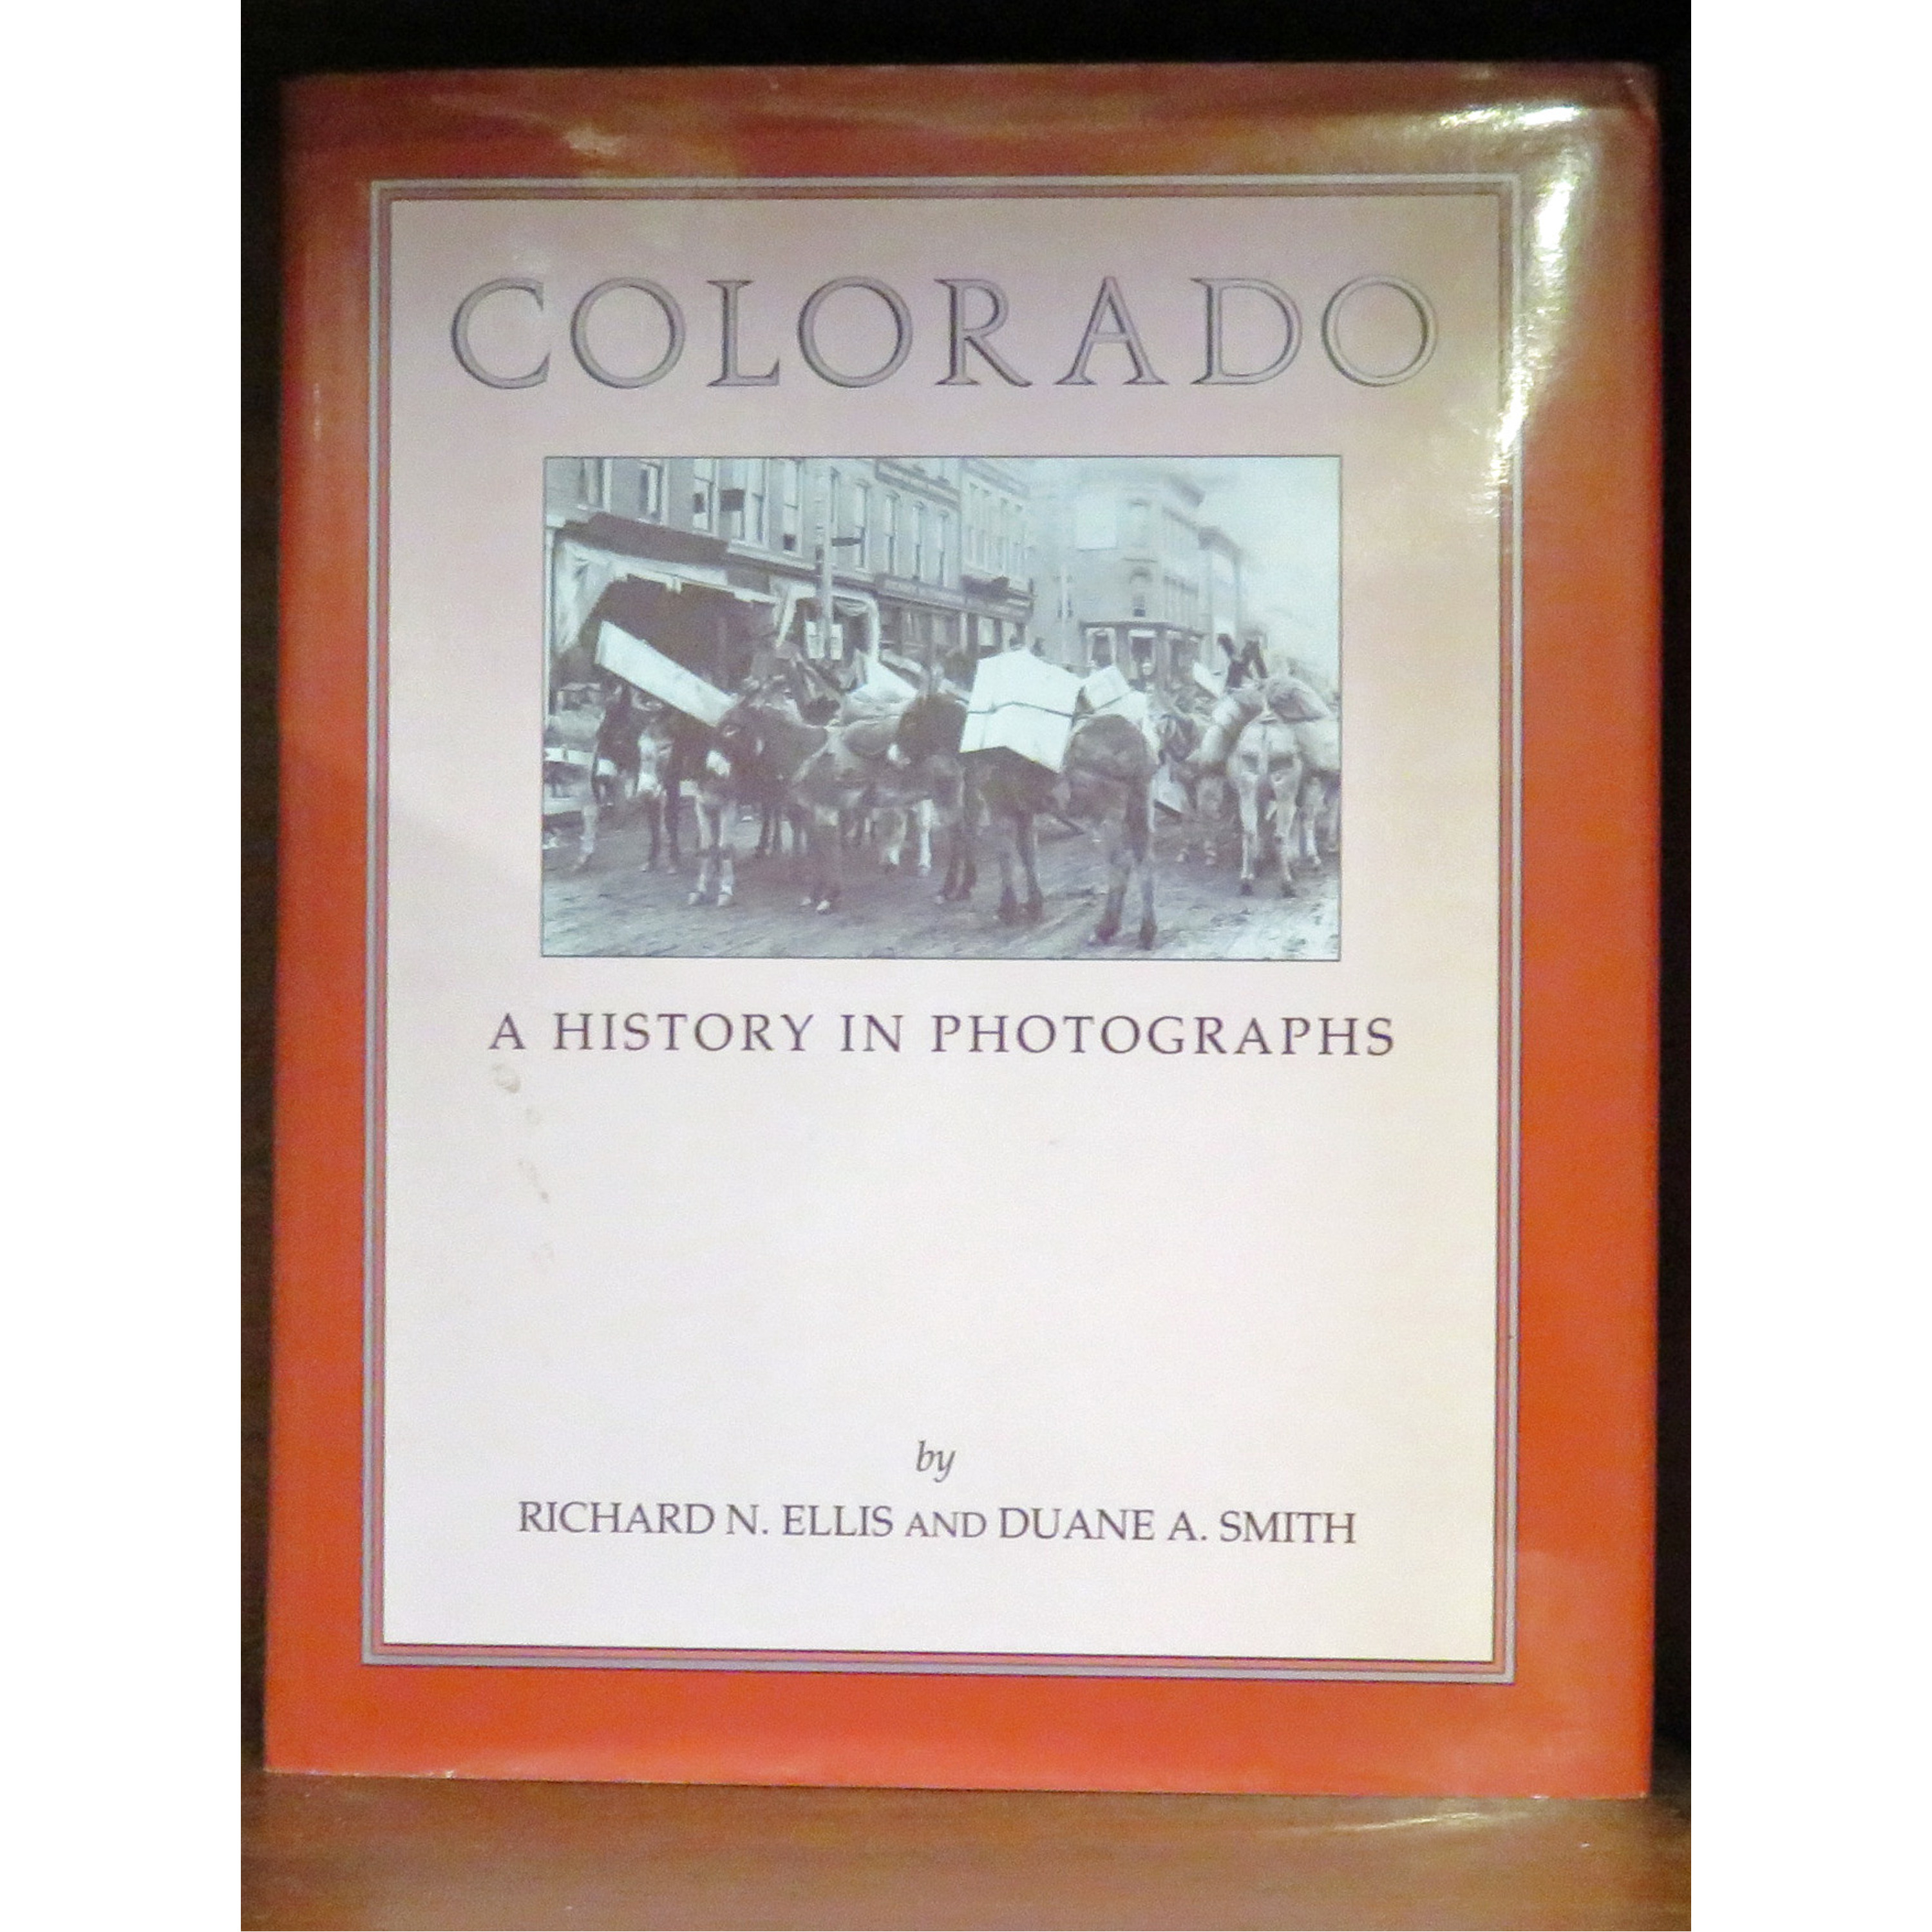 COLORADO
A HISTORY IN PHOTOGRAPHS
by
RICHARD N. ELLIS AND DUANE A. SMITH